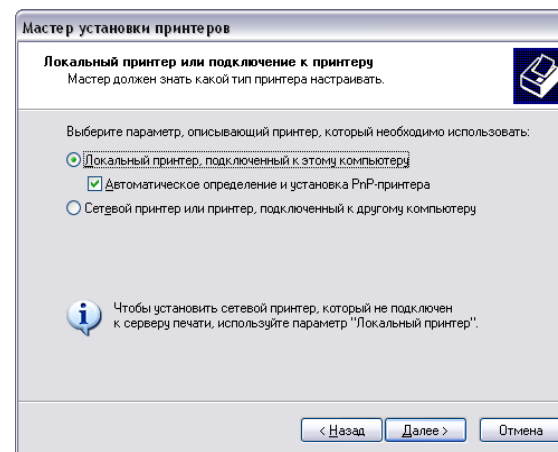 Мастер установки принтеров
Локальный принтер или подключение к принтеру
Мастер должен знать какой тип принтера настраивать.
Выберите параметр, описывающий принтер, который необходимо использовать:
Локальный принтер, подключенный к этому компьютеру
Автоматическое определение и установка PnP-принтера
Сетевой принтер или принтер, подключенный к другому компьютеру
Чтобы установить сетевой принтер, который не подключен
к серверу печати, используйте параметр "Локальный принтер".
< Назад Далее > Отмена